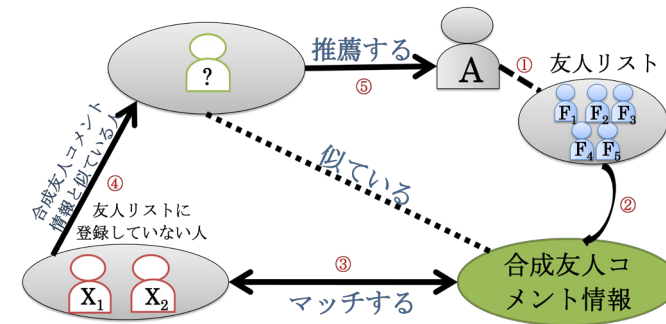 推薦する
⑤
?
A
①
友人リスト
F1 F2 F3
F4 F5
②
似ている
合成友人コメント
情報と似ている人
④
友人リストに
登録していない人
X1 X2
③
マッチする
合成友人コ
メント情報